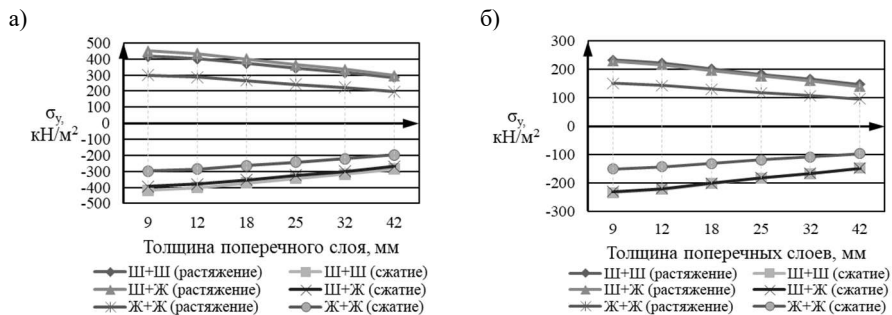 а)
500
400
300
200
100
0
-100
-200
-300
-400
-500
σy,
кН/м²
9 12 18 25 32 42
Толщина поперечного слоя, мм
Ш+Ш (растяжение) Ш+Ш (сжатие)
Ш+Ж (растяжение) Ш+Ж (сжатие)
Ж+Ж (растяжение) Ж+Ж (сжатие)
б)
300
200
100
0
-100
-200
-300
σy,
кН/м²
9 12 18 25 32 42
Толщина поперечных слоев, мм
Ш+Ш (растяжение) Ш+Ш (сжатие)
Ш+Ж (растяжение) Ш+Ж (сжатие)
Ж+Ж (растяжение) Ж+Ж (сжатие)